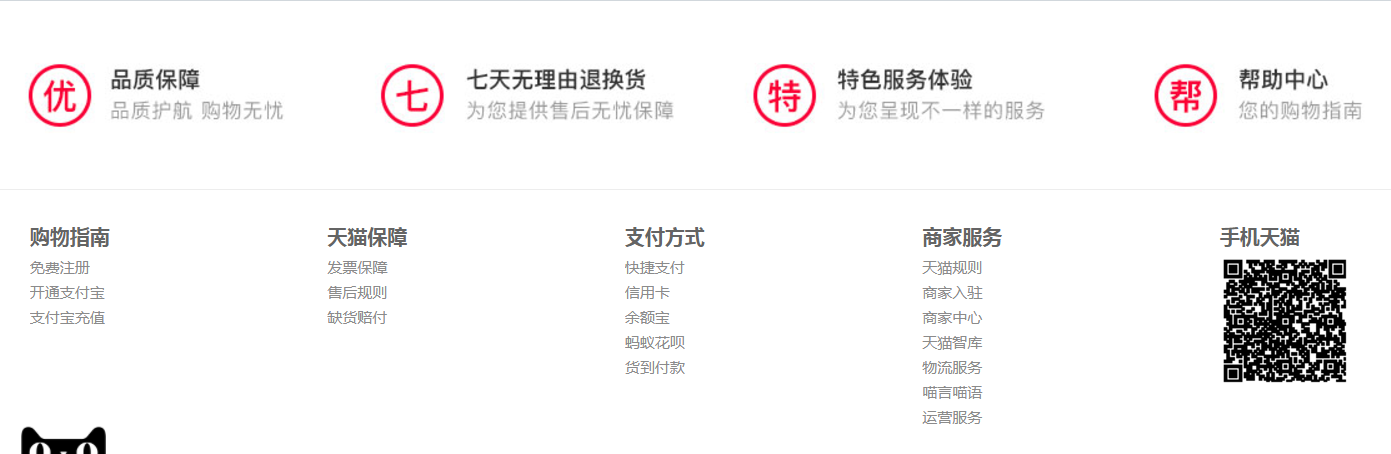 优
品质保障
品质护航 购物无忧
七
七天无理由退换货
为您提供售后无忧保障
特
特色服务体验
为您呈现不一样的服务
帮
帮助中心
您的购物指南
购物指南
免费注册
开通支付宝
支付宝充值
天猫保障
发票保障
售后规则
缺货赔付
支付方式
快捷支付
信用卡
余额宝
蚂蚁花呗
货到付款
商家服务
天猫规则
商家入驻
商家中心
天猫智库
物流服务
喵言喵语
运营服务
手机天猫